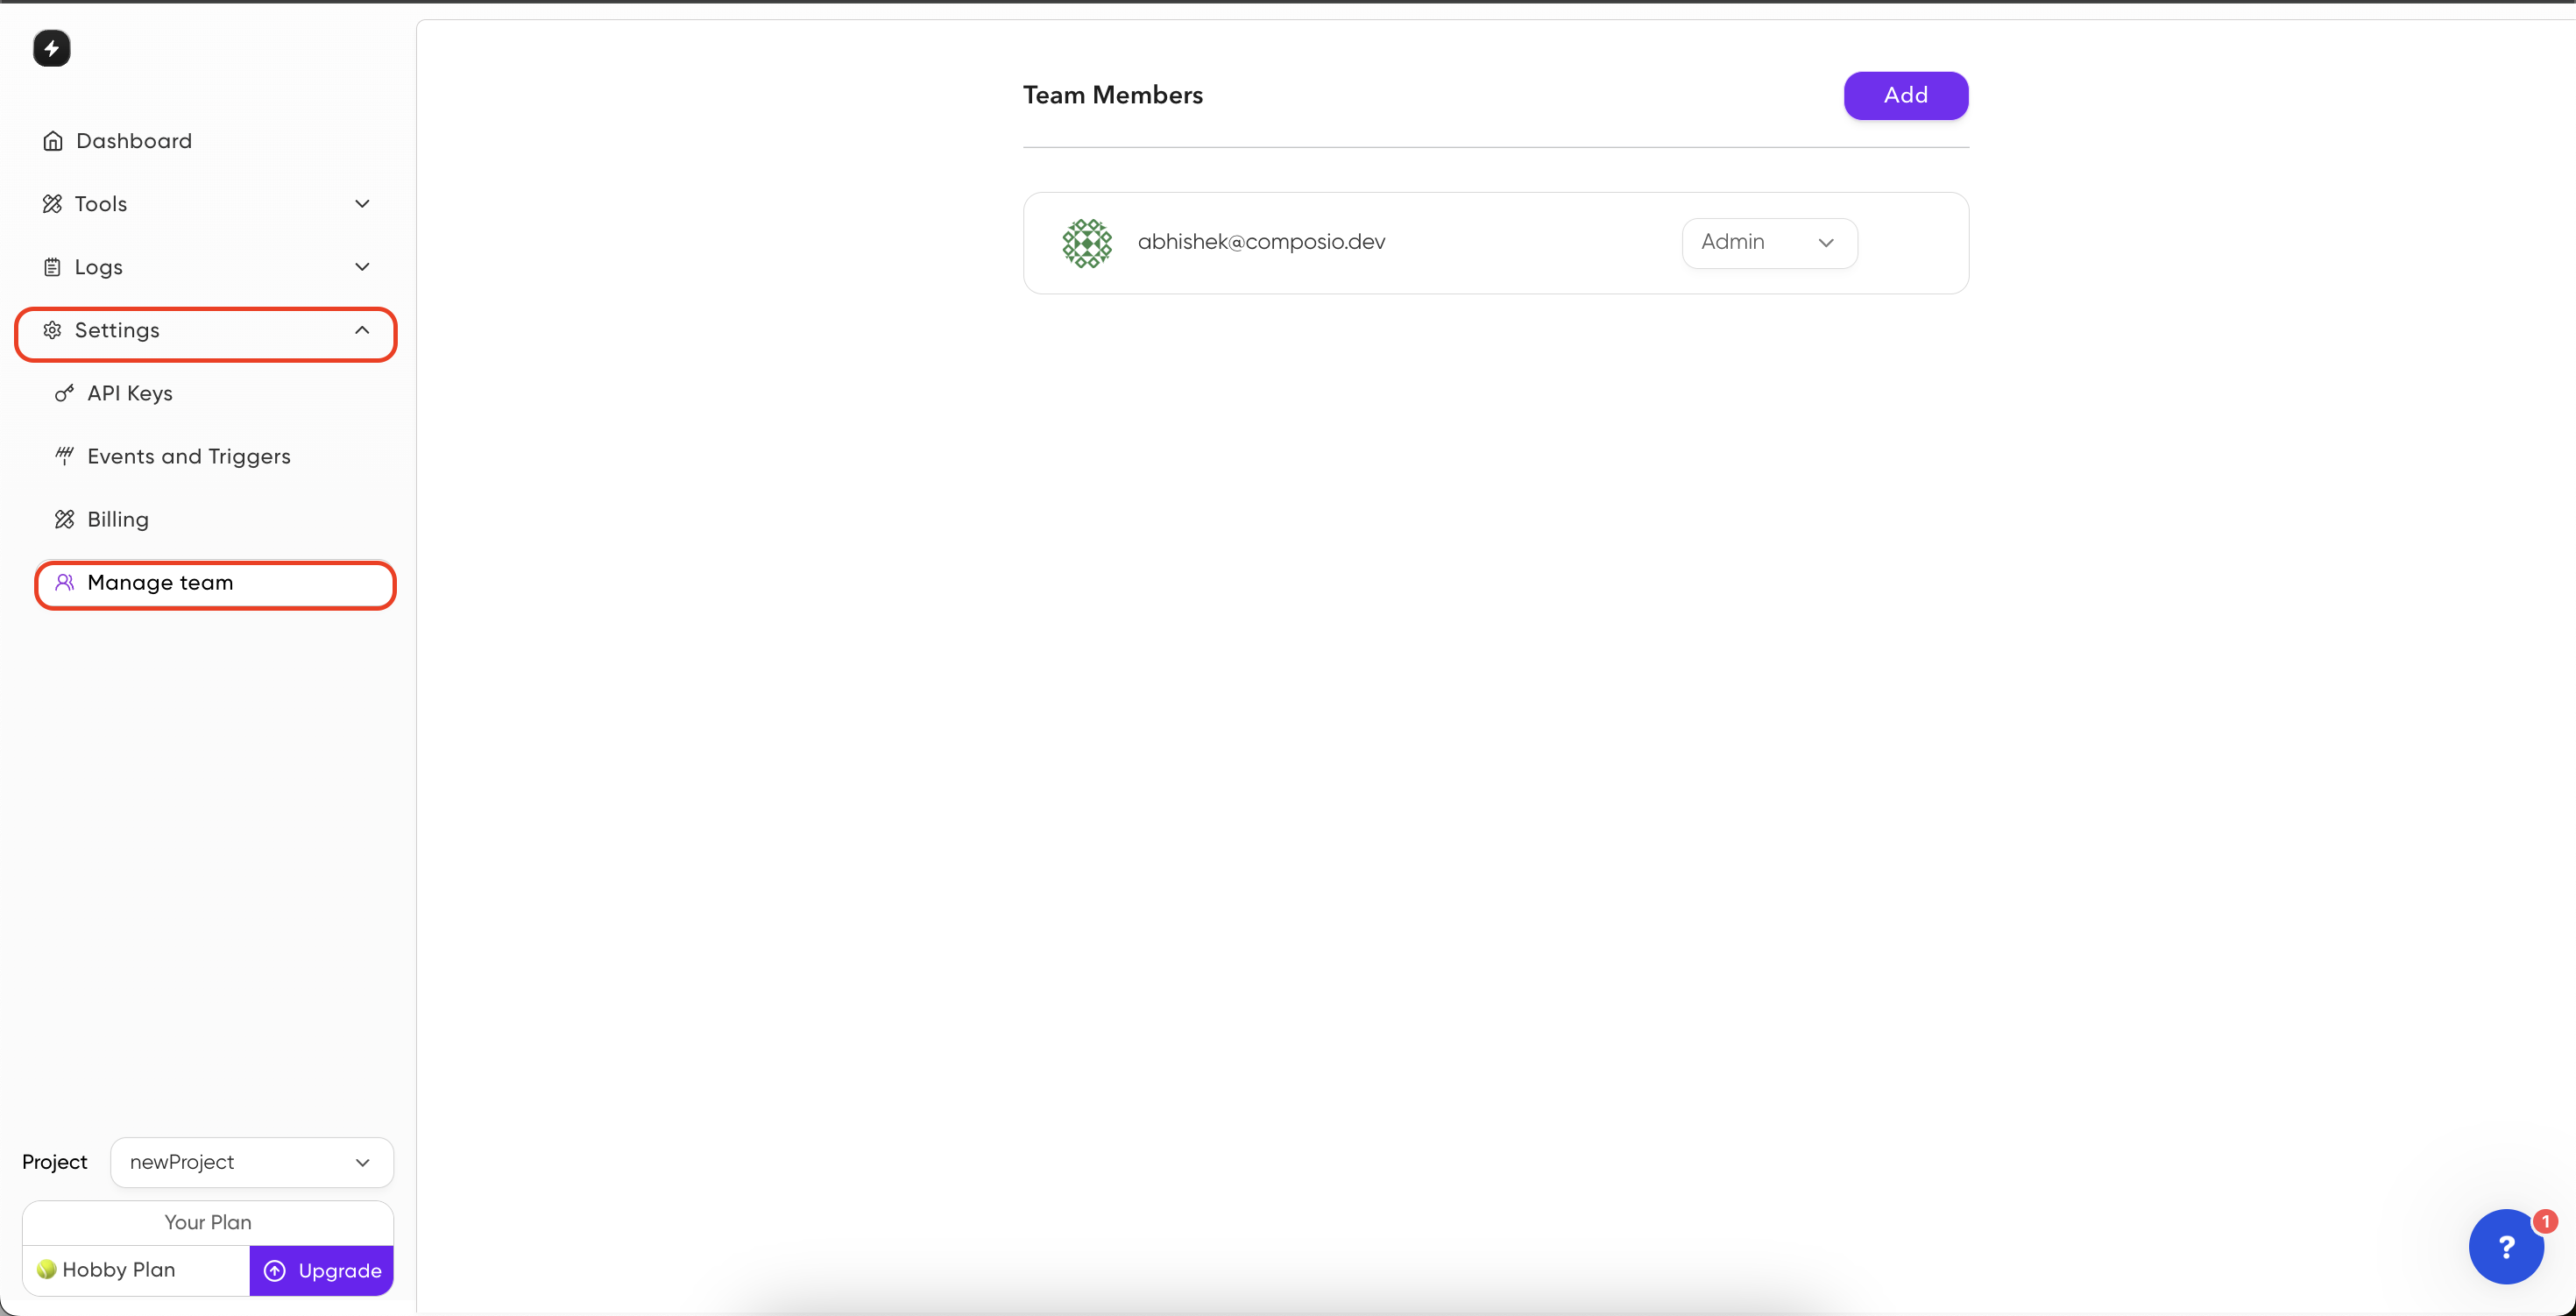 Dashboard
Tools
Logs
Settings
API Keys
Events and Triggers
Billing
Manage team
Project
newProject
Your Plan
Hobby Plan
Upgrade
Team Members
Add
abhishek@composio.dev
Admin
?
1